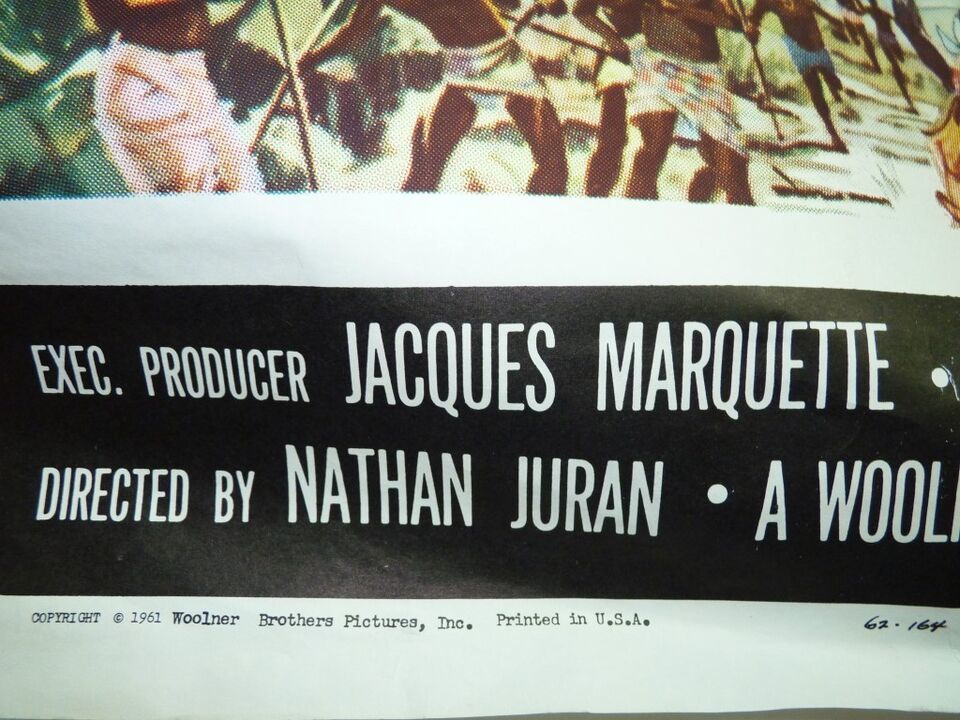 EXEC. PRODUCER JACQUES MARQUETTE •
DIRECTED BY NATHAN JURAN • A WOOL
COPYRIGHT © 1961 Woolner Brothers Pictures, Inc. Printed in U.S.A.
62-164